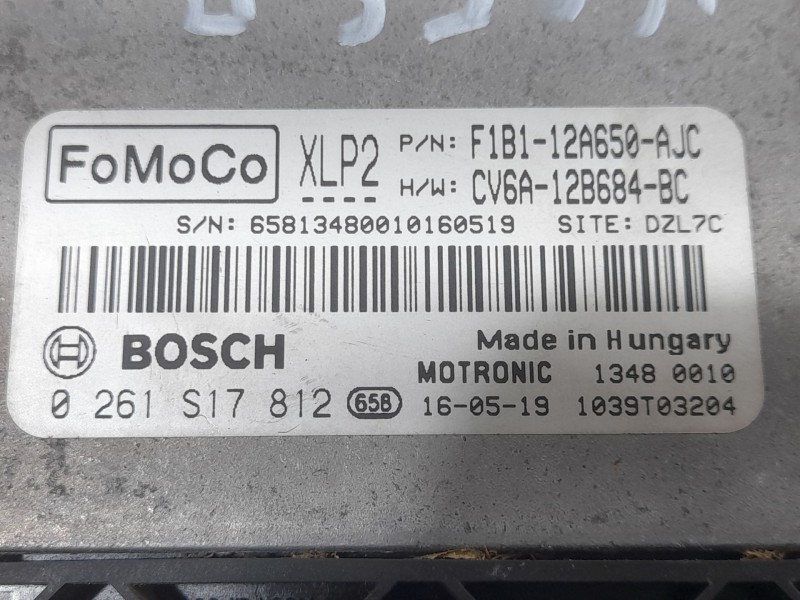 FoMoCo XLP2 P/N: F1B1-12A650-AJC
H/W: CV6A-12B684-BC
S/N: 65813480010160519 SITE: DZL7C
BOSCH Made in Hungary
MOTRONIC 1348 0010
0 261 S17 812 658 16-05-19 1039T03204